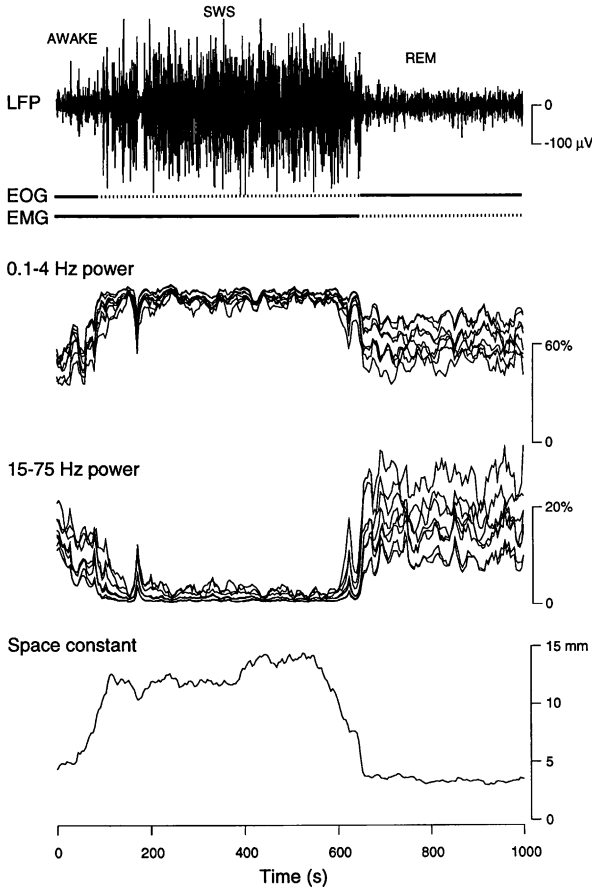 SWS
AWAKE
REM
LFP
0
-100 μV
EOG
EMG
0.1-4 Hz power
60%
0
15-75 Hz power
20%
0
Space constant
15 mm
10
5
0
0 200 400 600 800 1000
Time (s)